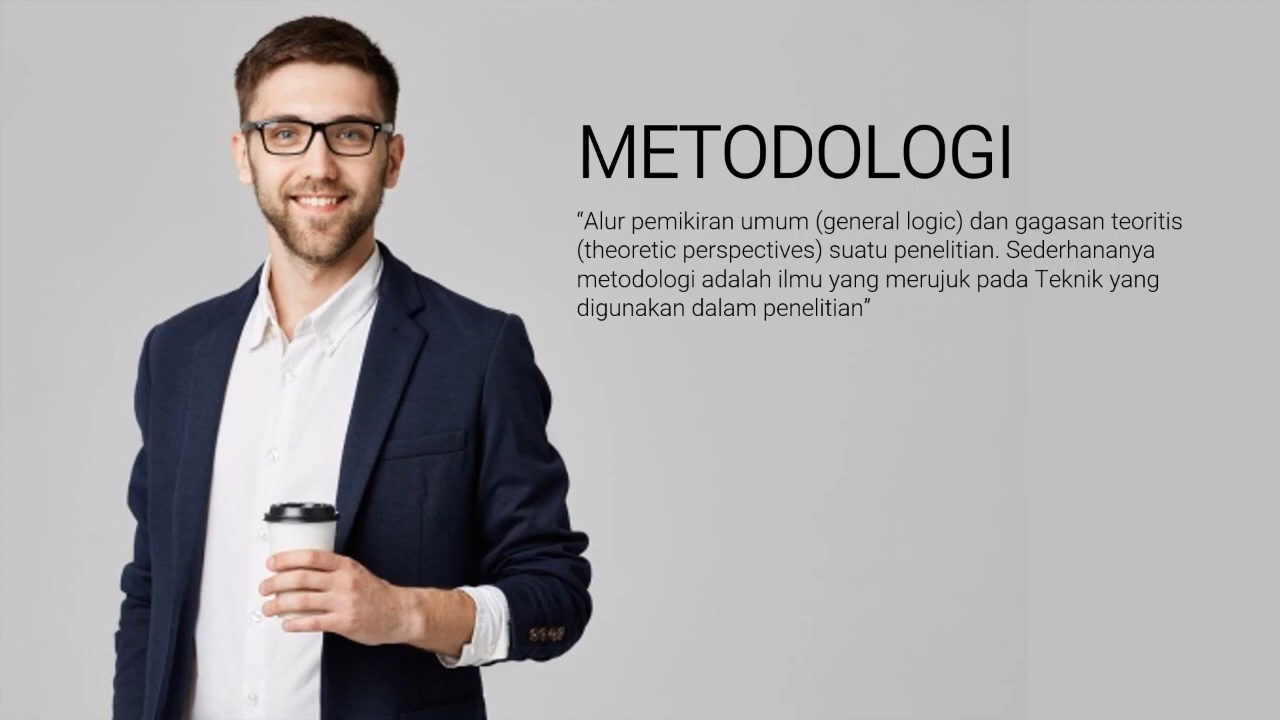 METODOLOGI
“Alur pemikiran umum (general logic) dan gagasan teoritis
(theoretic perspectives) suatu penelitian. Sederhananya
metodologi adalah ilmu yang merujuk pada Teknik yang
digunakan dalam penelitian”